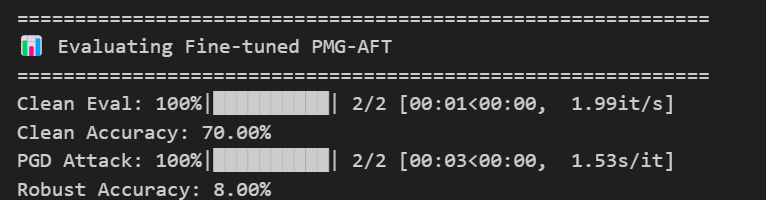 ============================================================
📊 Evaluating Fine-tuned PMG-AFT
============================================================
Clean Eval: 100%|██████████| 2/2 [00:01<00:00,  1.99it/s]
Clean Accuracy: 70.00%
PGD Attack: 100%|██████████| 2/2 [00:03<00:00,  1.53s/it]
Robust Accuracy: 8.00%